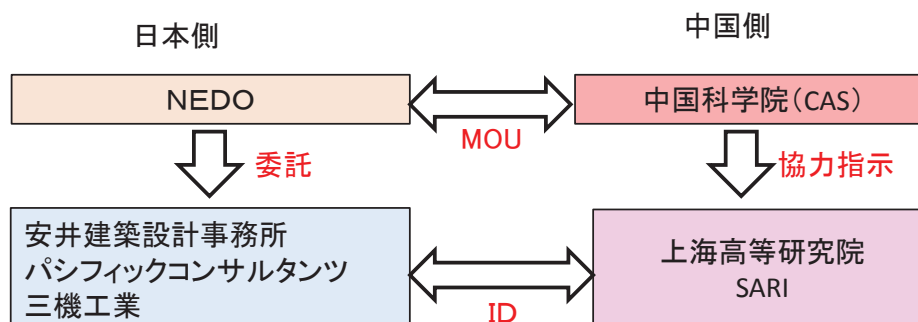 日本側
中国側
NEDO
中国科学院（CAS）
MOU
委託
協力指示
安井建築設計事務所
パシフィックコンサルタンツ
三機工業
上海高等研究院
SARI
ID